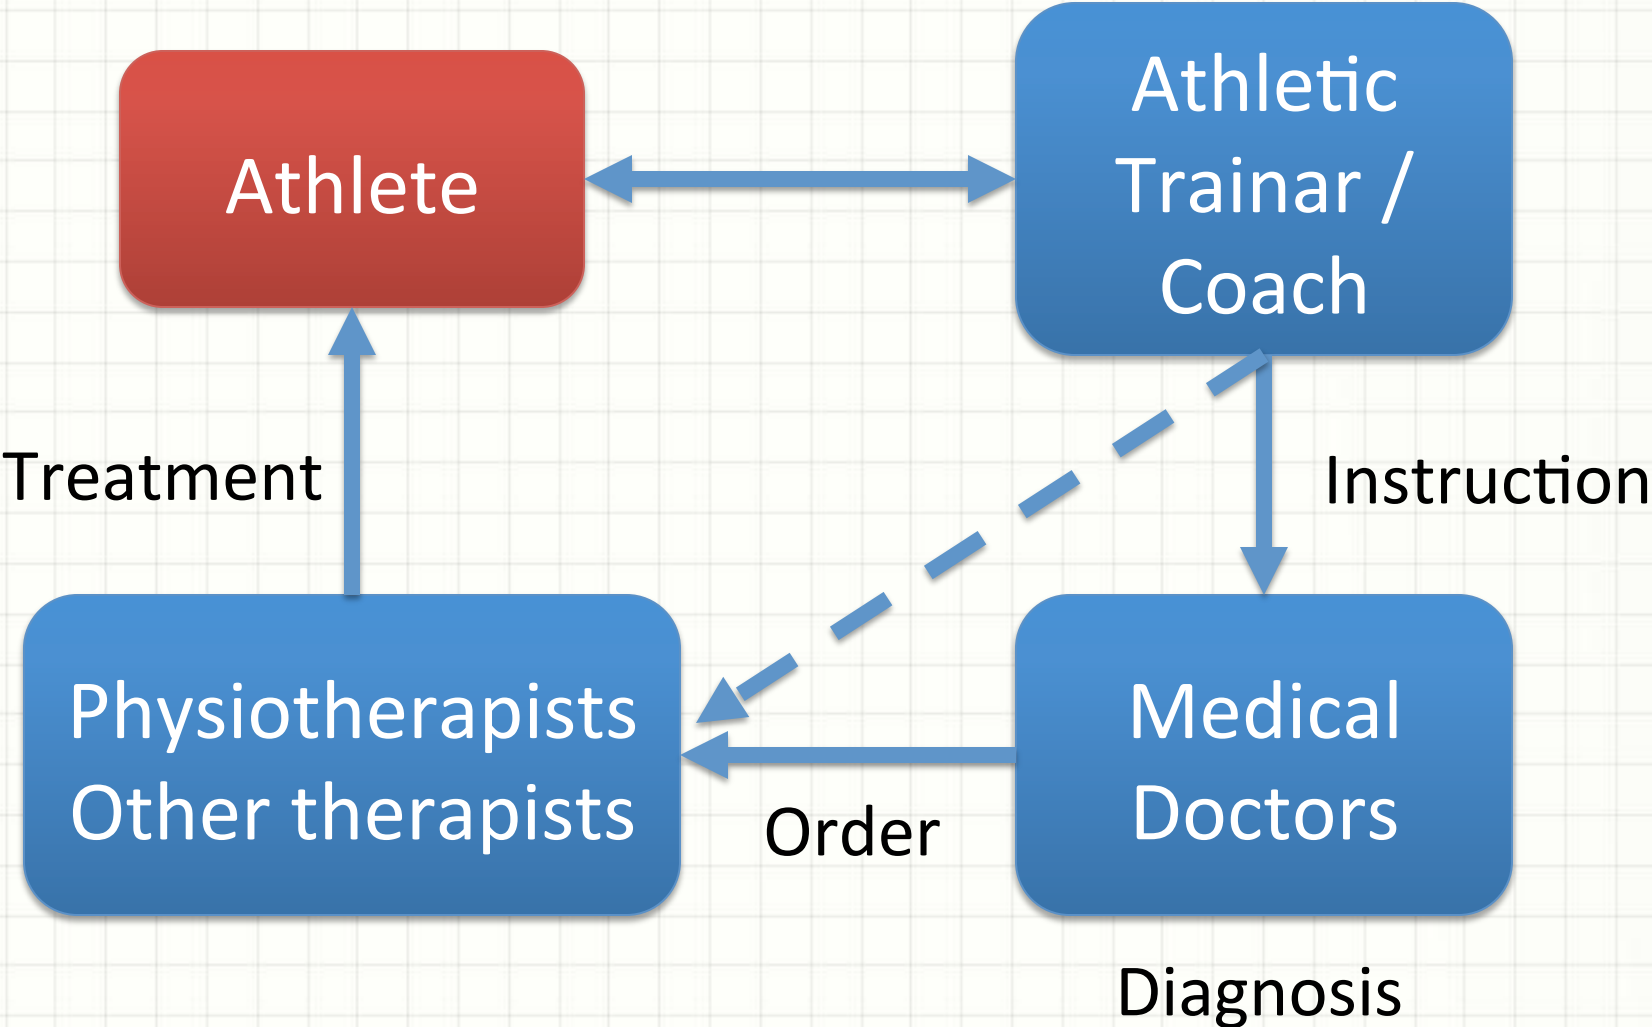 Athlete
Athletic
Trainar /
Coach
Treatment
Instruction
Physiotherapists
Other therapists
Order
Medical
Doctors
Diagnosis